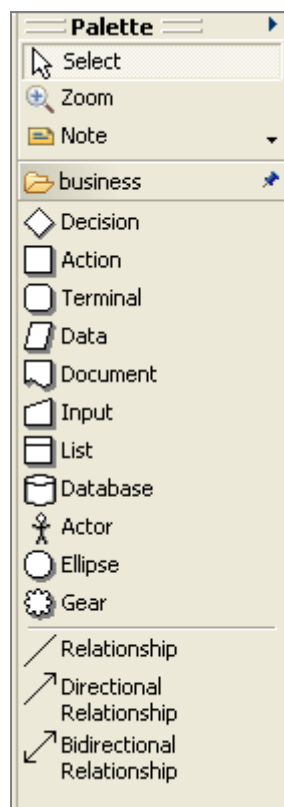 Palette
Select
Zoom
Note
business
Decision
Action
Terminal
Data
Document
Input
List
Database
Actor
Ellipse
Gear
Relationship
Directional
Relationship
Bidirectional
Relationship